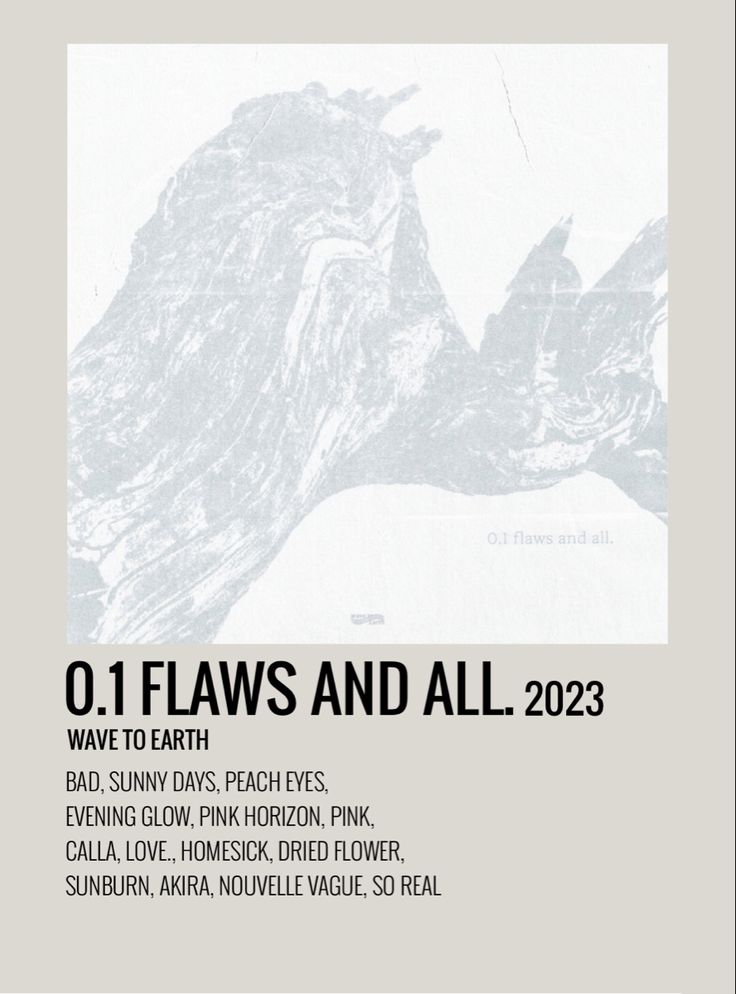 0.1 flaws and all.
0.1 FLAWS AND ALL. 2023
WAVE TO EARTH
BAD, SUNNY DAYS, PEACH EYES,
EVENING GLOW, PINK HORIZON, PINK,
CALLA, LOVE., HOMESICK, DRIED FLOWER,
SUNBURN, AKIRA, NOUVELLE VAGUE, SO REAL